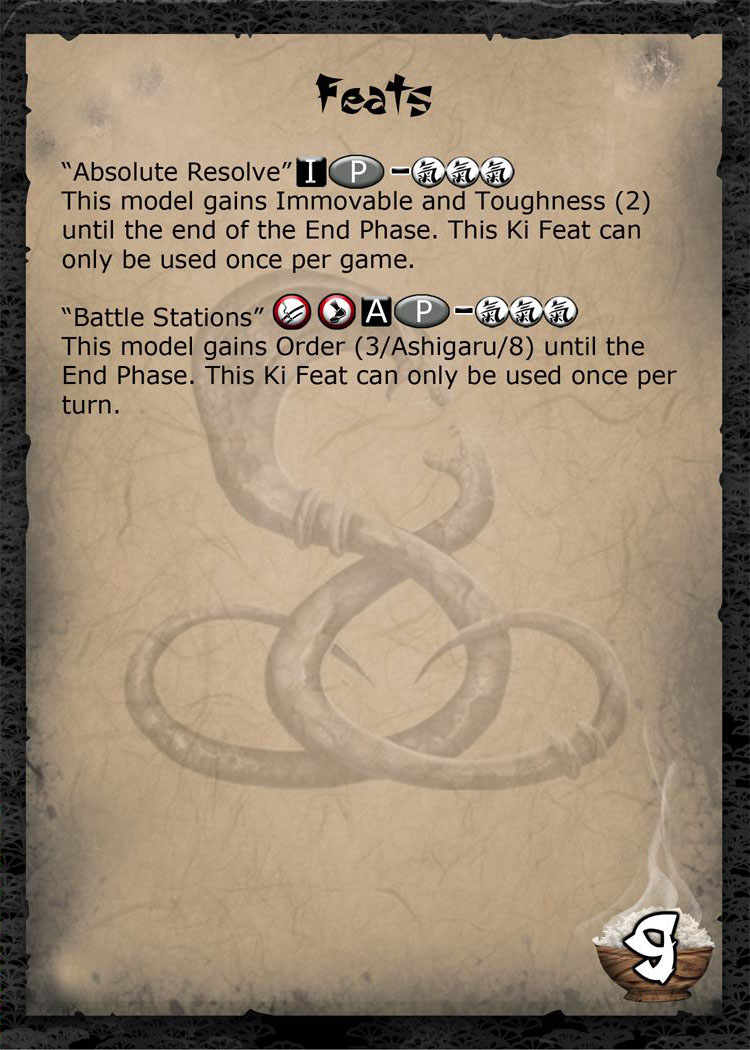 Feats
“Absolute Resolve” I P -氣氣氣
This model gains Immovable and Toughness (2)
until the end of the End Phase. This Ki Feat can
only be used once per game.
“Battle Stations” A P -氣氣氣
This model gains Order (3/Ashigaru/8) until the
End Phase. This Ki Feat can only be used once per
turn.
9